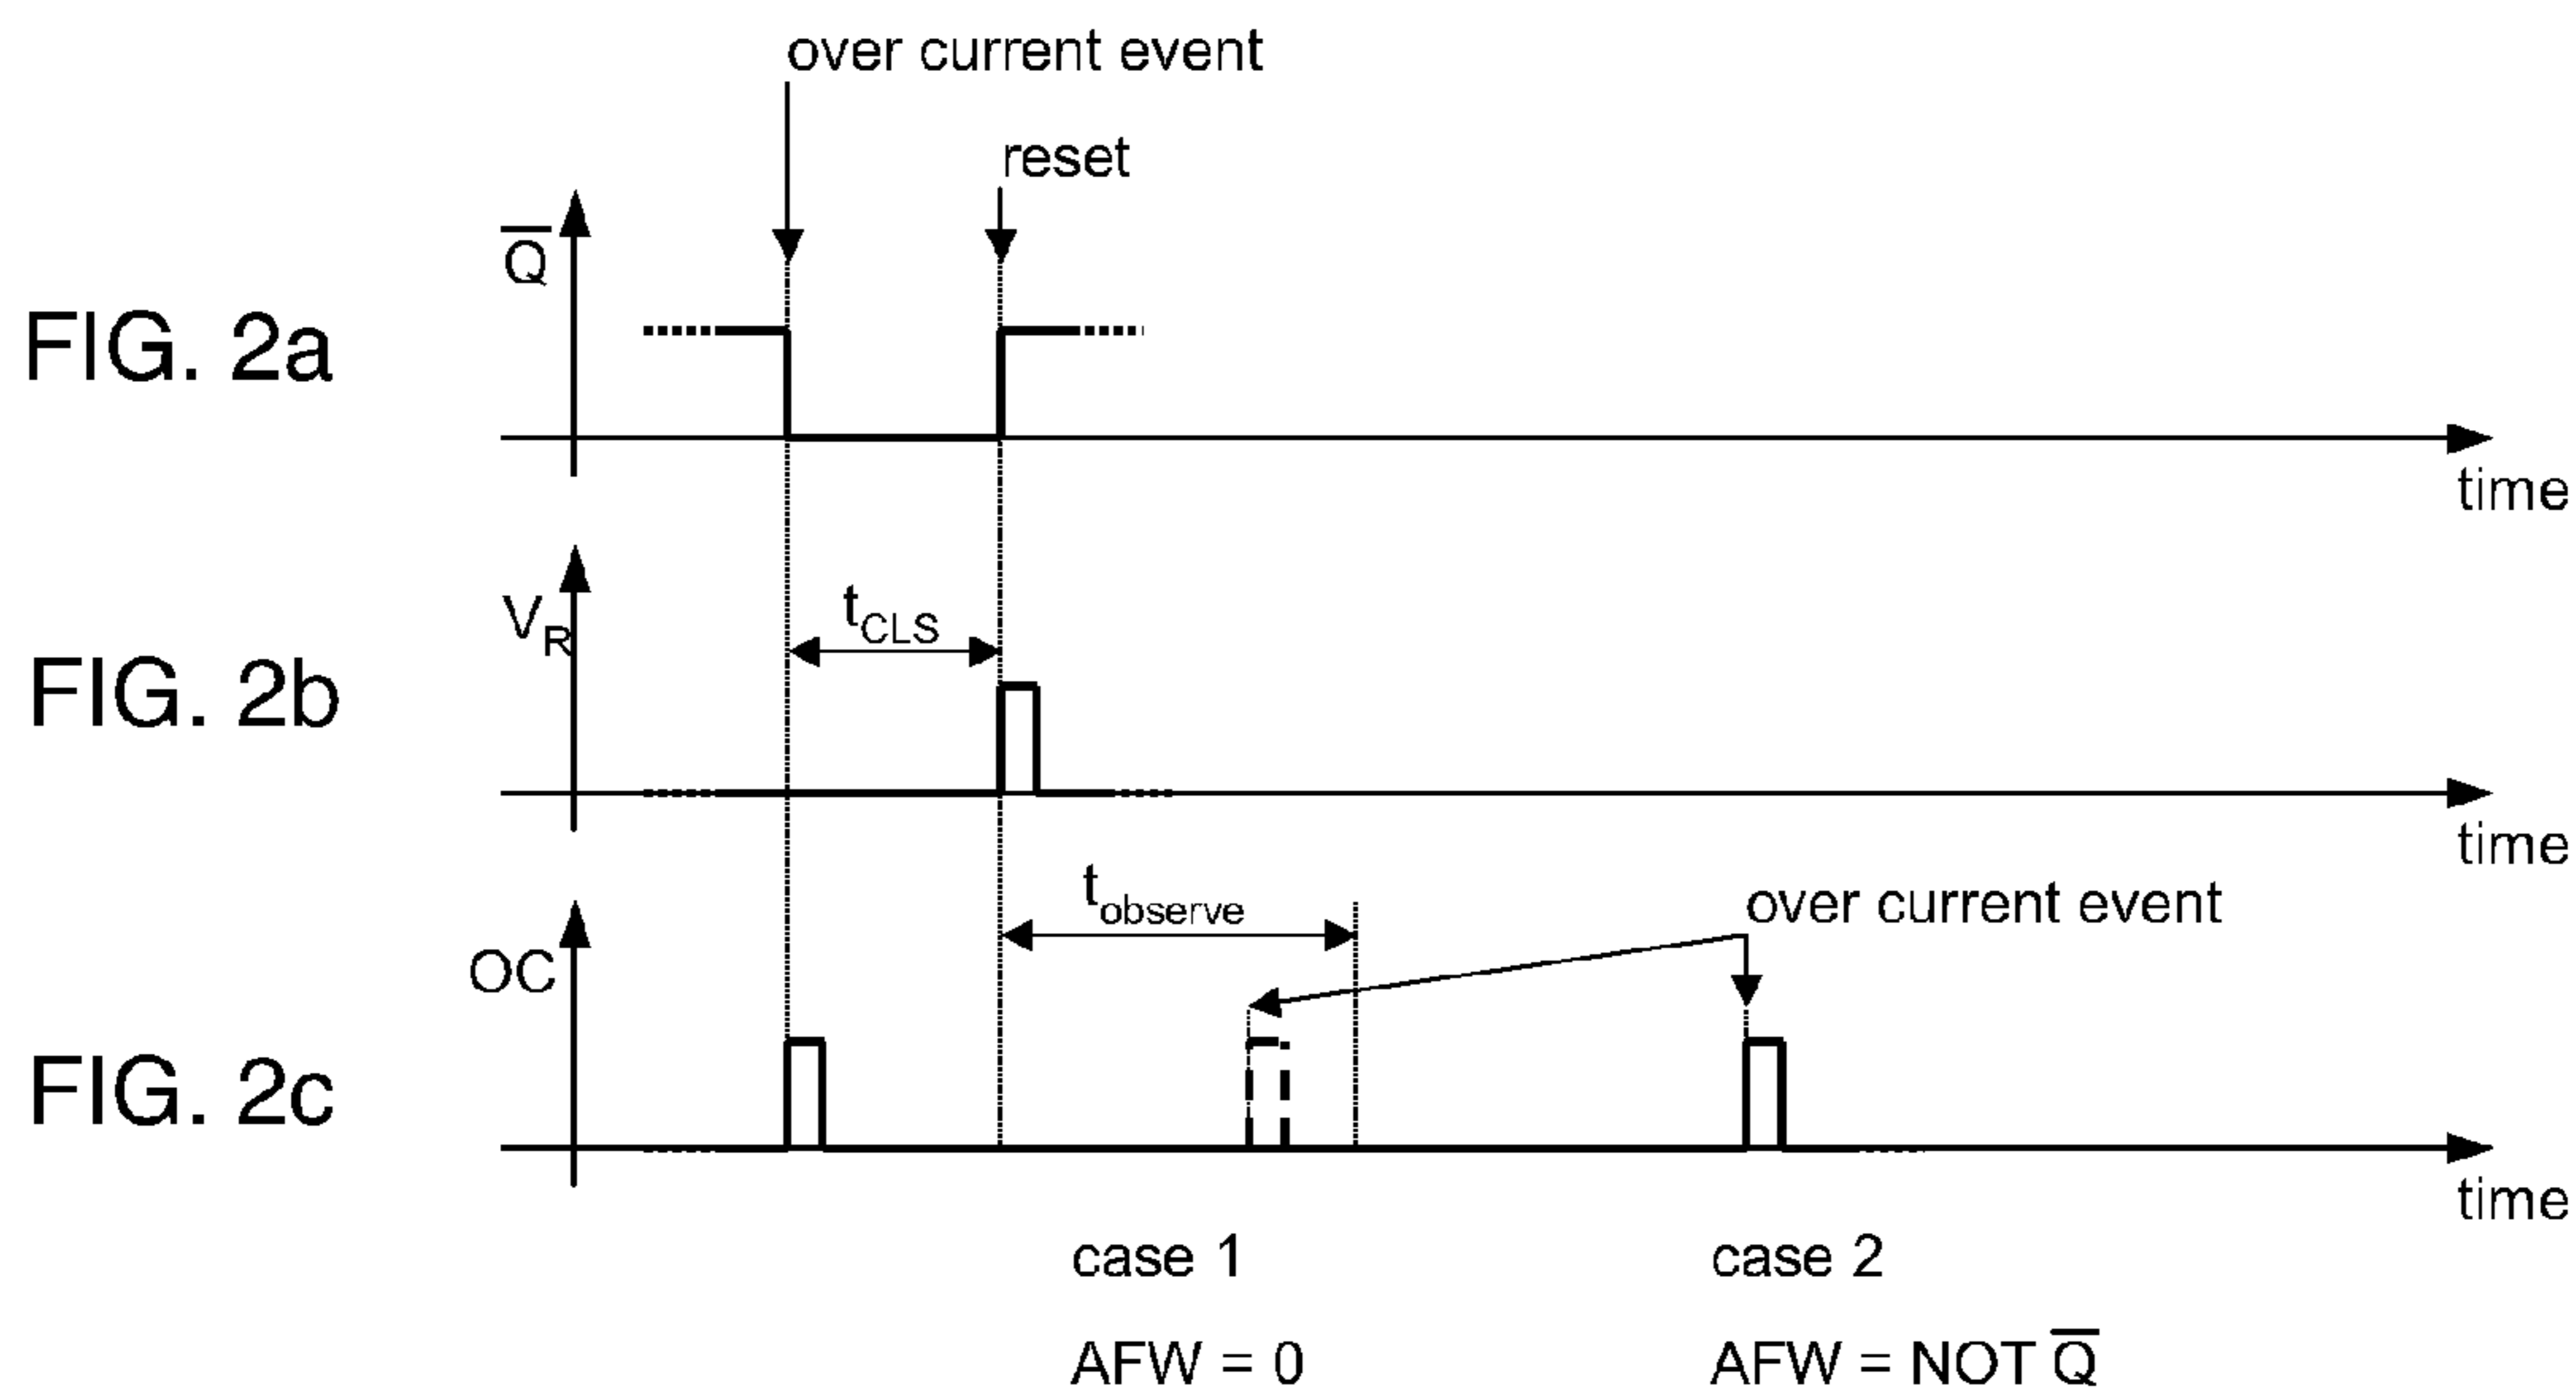 over current event
reset
Q̅
FIG. 2a
time
V_R
t_CLS
FIG. 2b
time
t_observe
over current event
OC
FIG. 2c
time
case 1
case 2
AFW = 0
AFW = NOT Q̅